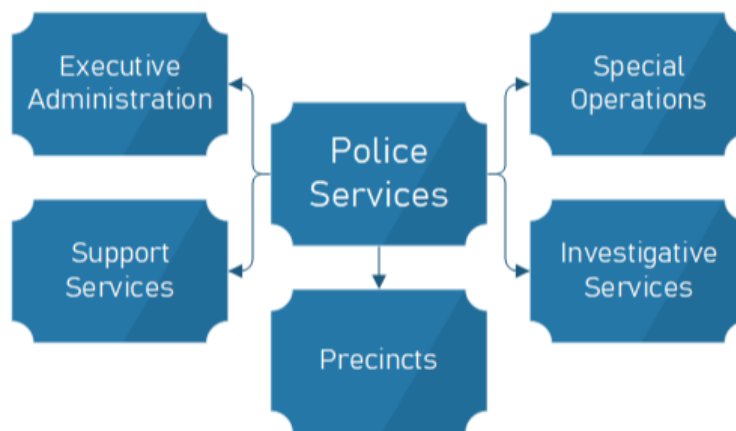 Executive
Administration
Special
Operations
Police
Services
Support
Services
Investigative
Services
Precincts